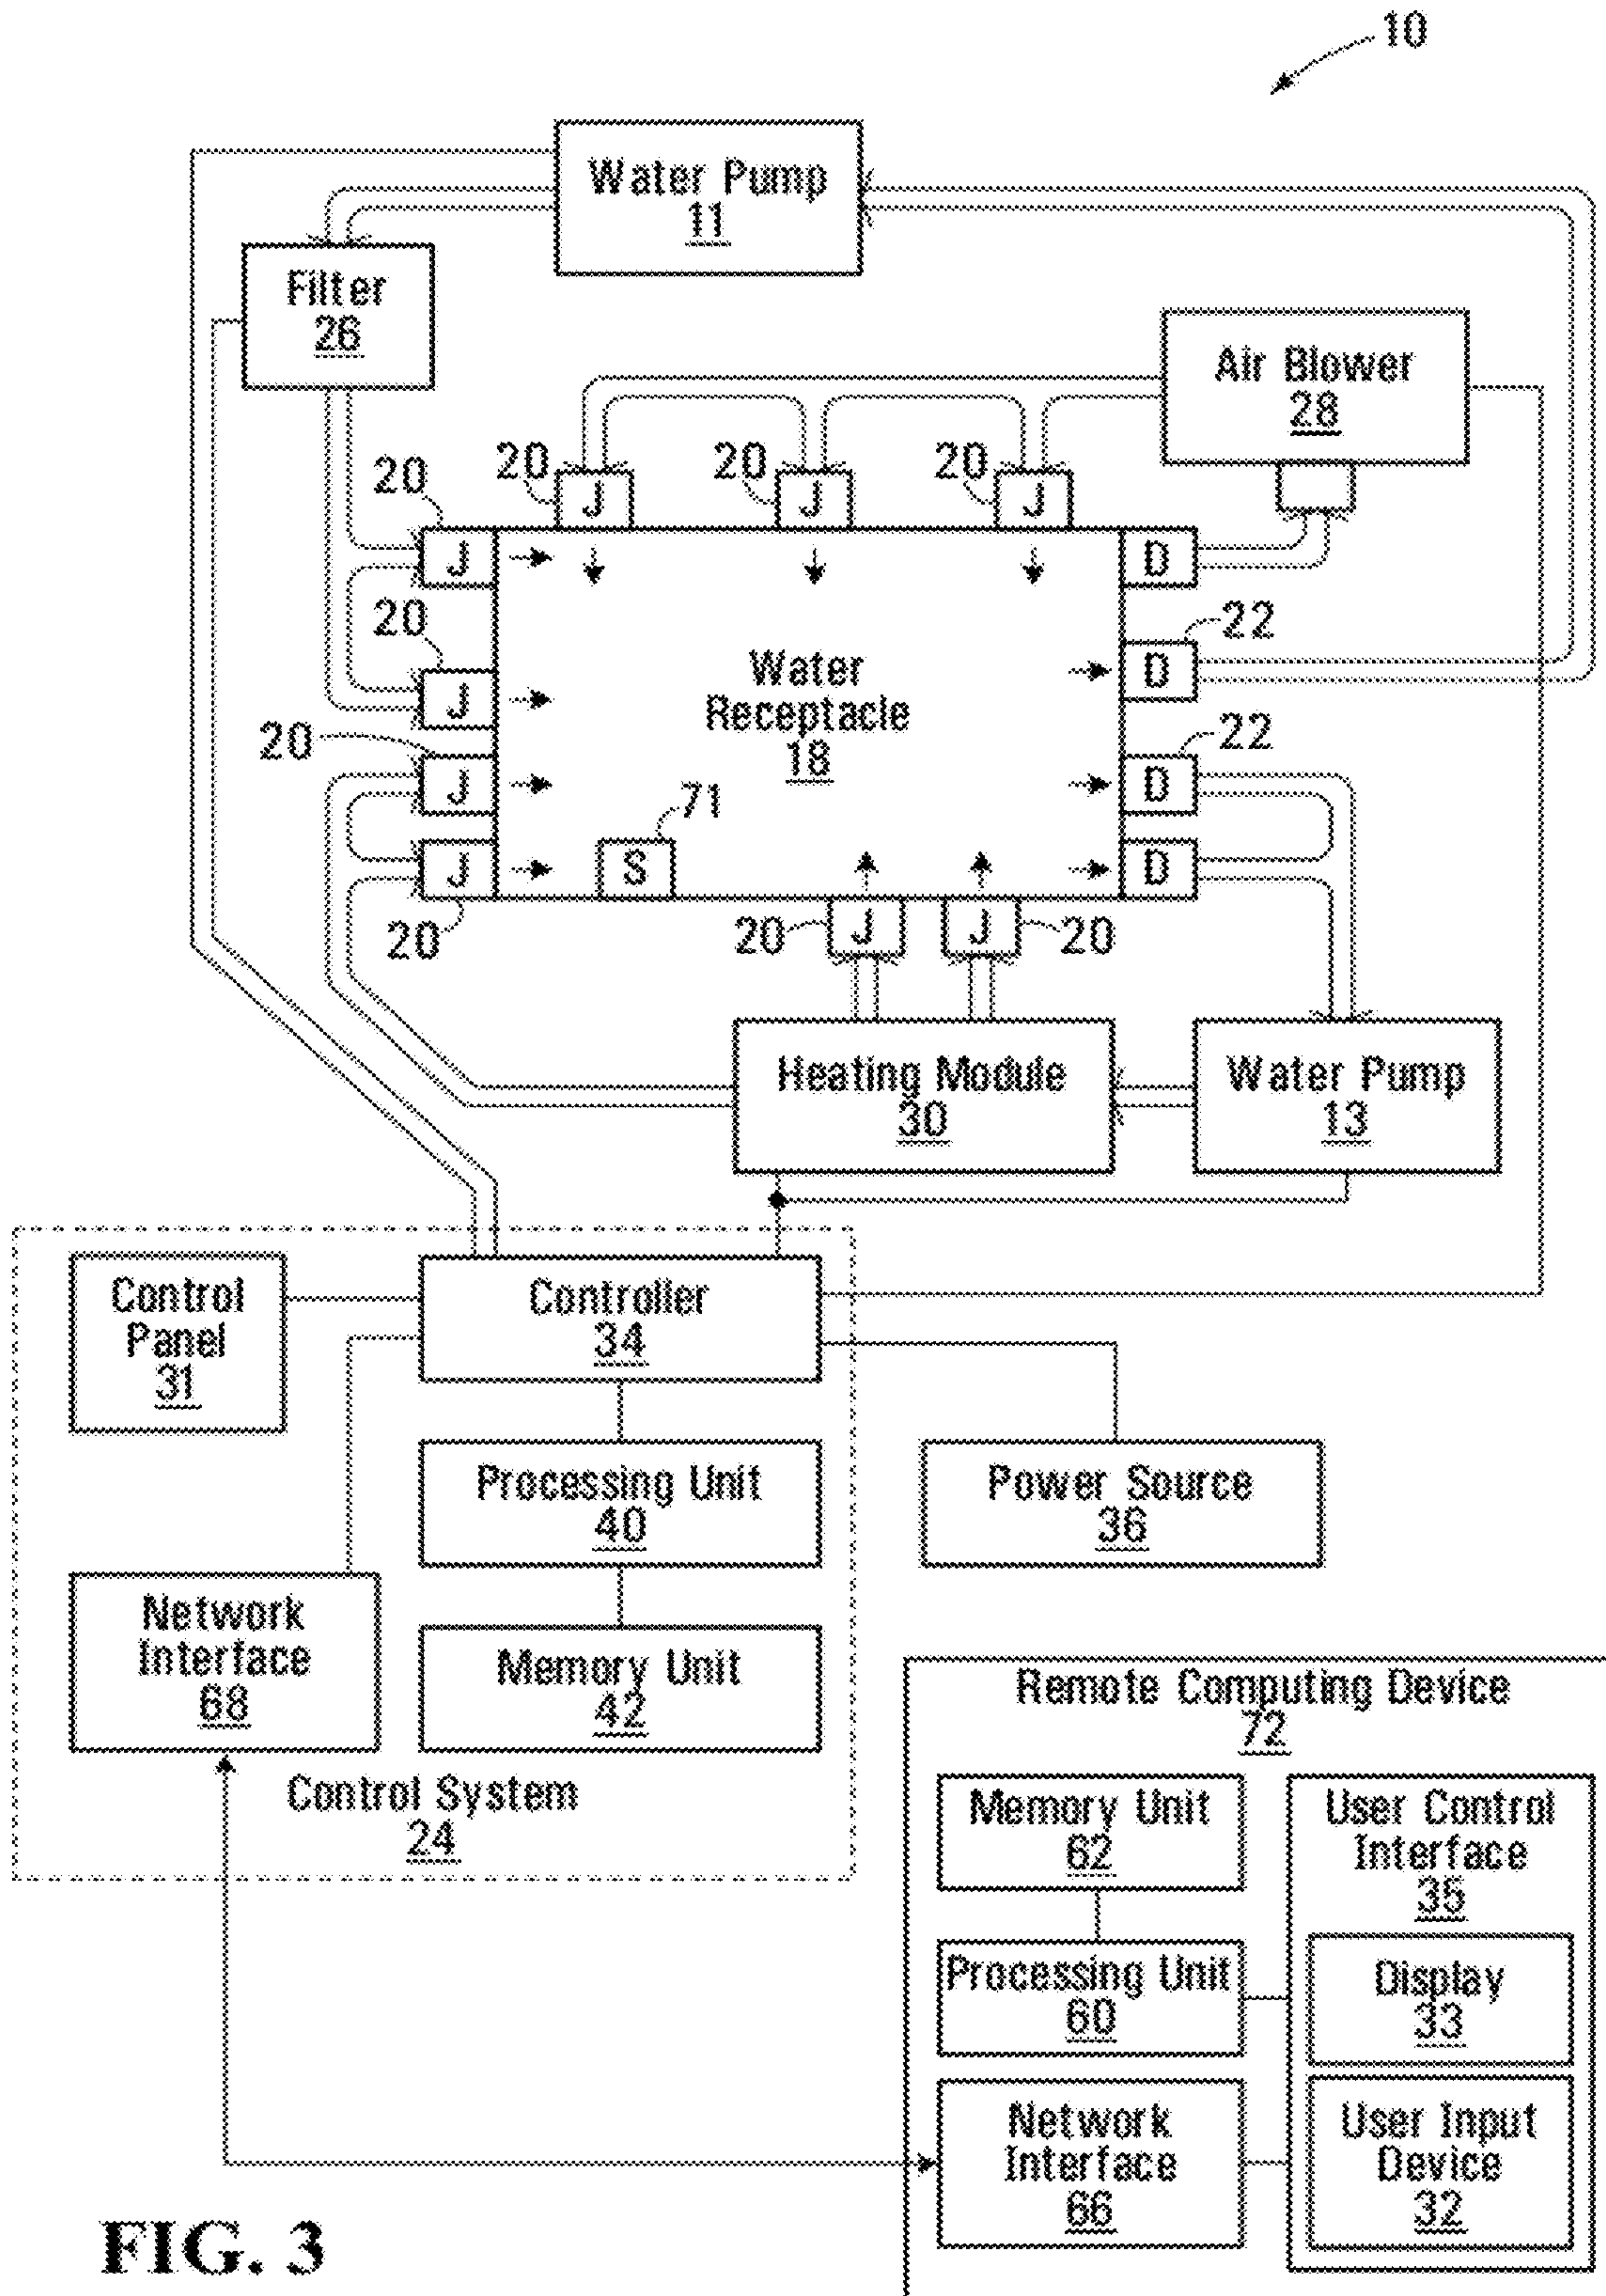 10
Water Pump
11
Filter
26
Air Blower
28
20
20
20
20
J
J
J
J
D
20
J
22
D
Water
Receptacle
18
20
J
22
D
71
J
S
D
20
20
J
J
20
Heating Module
30
Water Pump
13
Control
Panel
31
Controller
34
Processing Unit
40
Power Source
36
Network
Interface
68
Memory Unit
42
Control System
24
Remote Computing Device
72
Memory Unit
62
User Control
Interface
35
Processing Unit
60
Display
33
Network
Interface
66
User Input
Device
32
FIG. 3